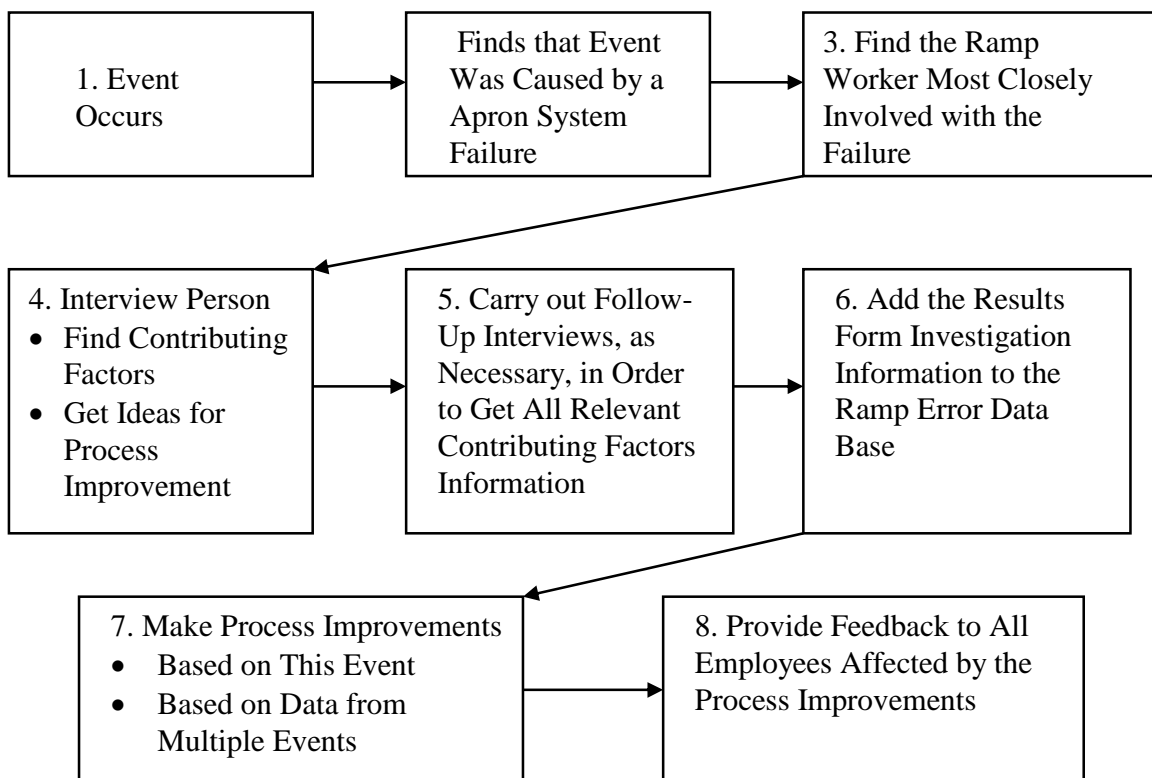 1. Event
Occurs
Finds that Event
Was Caused by a
Apron System
Failure
3. Find the Ramp
Worker Most Closely
Involved with the
Failure
4. Interview Person
• Find Contributing
Factors
• Get Ideas for
Process
Improvement
5. Carry out Follow-
Up Interviews, as
Necessary, in Order
to Get All Relevant
Contributing Factors
Information
6. Add the Results
Form Investigation
Information to the
Ramp Error Data
Base
7. Make Process Improvements
• Based on This Event
• Based on Data from
Multiple Events
8. Provide Feedback to All
Employees Affected by the
Process Improvements